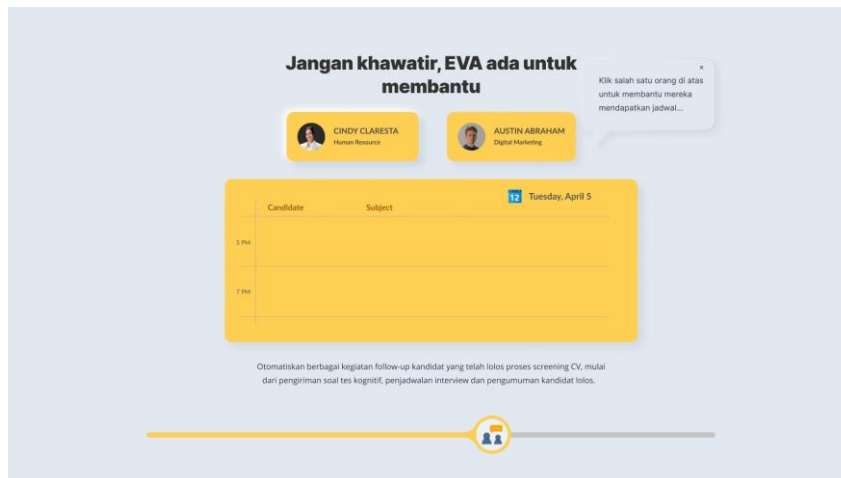 Jangan khawatir, EVA ada untuk
membantu
×
Klik salah satu orang di atas
untuk membantu mereka
mendapatkan jadwal...
CINDY CLARESTA
Human Resource
AUSTIN ABRAHAM
Digital Marketing
12
Tuesday, April 5
Candidate
Subject
5 PM
7 PM
Otomatiskan berbagai kegiatan follow-up kandidat yang telah lolos proses screening CV, mulai
dari pengiriman soal tes kognitif, penjadwalan interview dan pengumuman kandidat lolos.